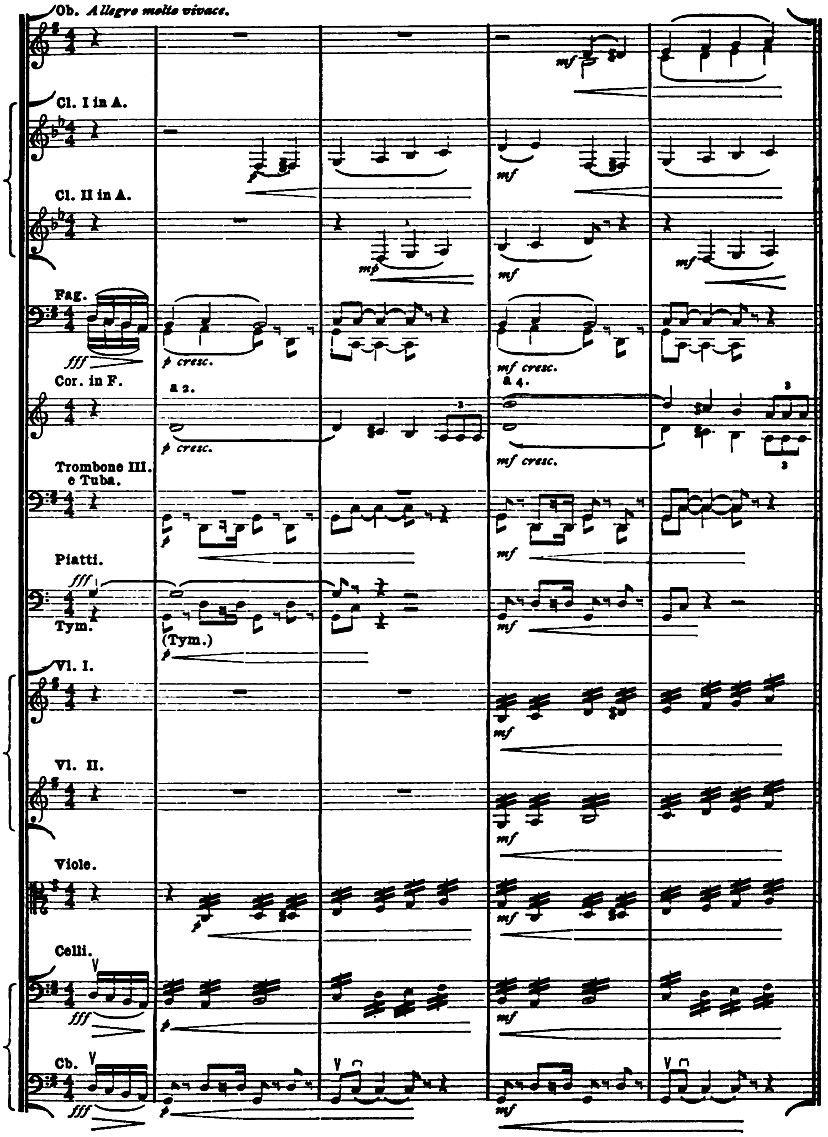 Ob. Allegro molto vivace.
mf
Cl. I in A.
p mf
Cl. II in A.
mp mf mf
Fag.
fff p cresc. mf cresc.
Cor. in F. a 2. a 4.
3 3
p cresc. mf cresc. 3
Trombone III.
e Tuba.
p mf
Piatti.
fff
Tym. (Tym.) mf
p
Vl. I.
mf
Vl. II.
mf
Viole.
p mf
Celli.
V
fff p mf
Cb. V V V
fff p mf